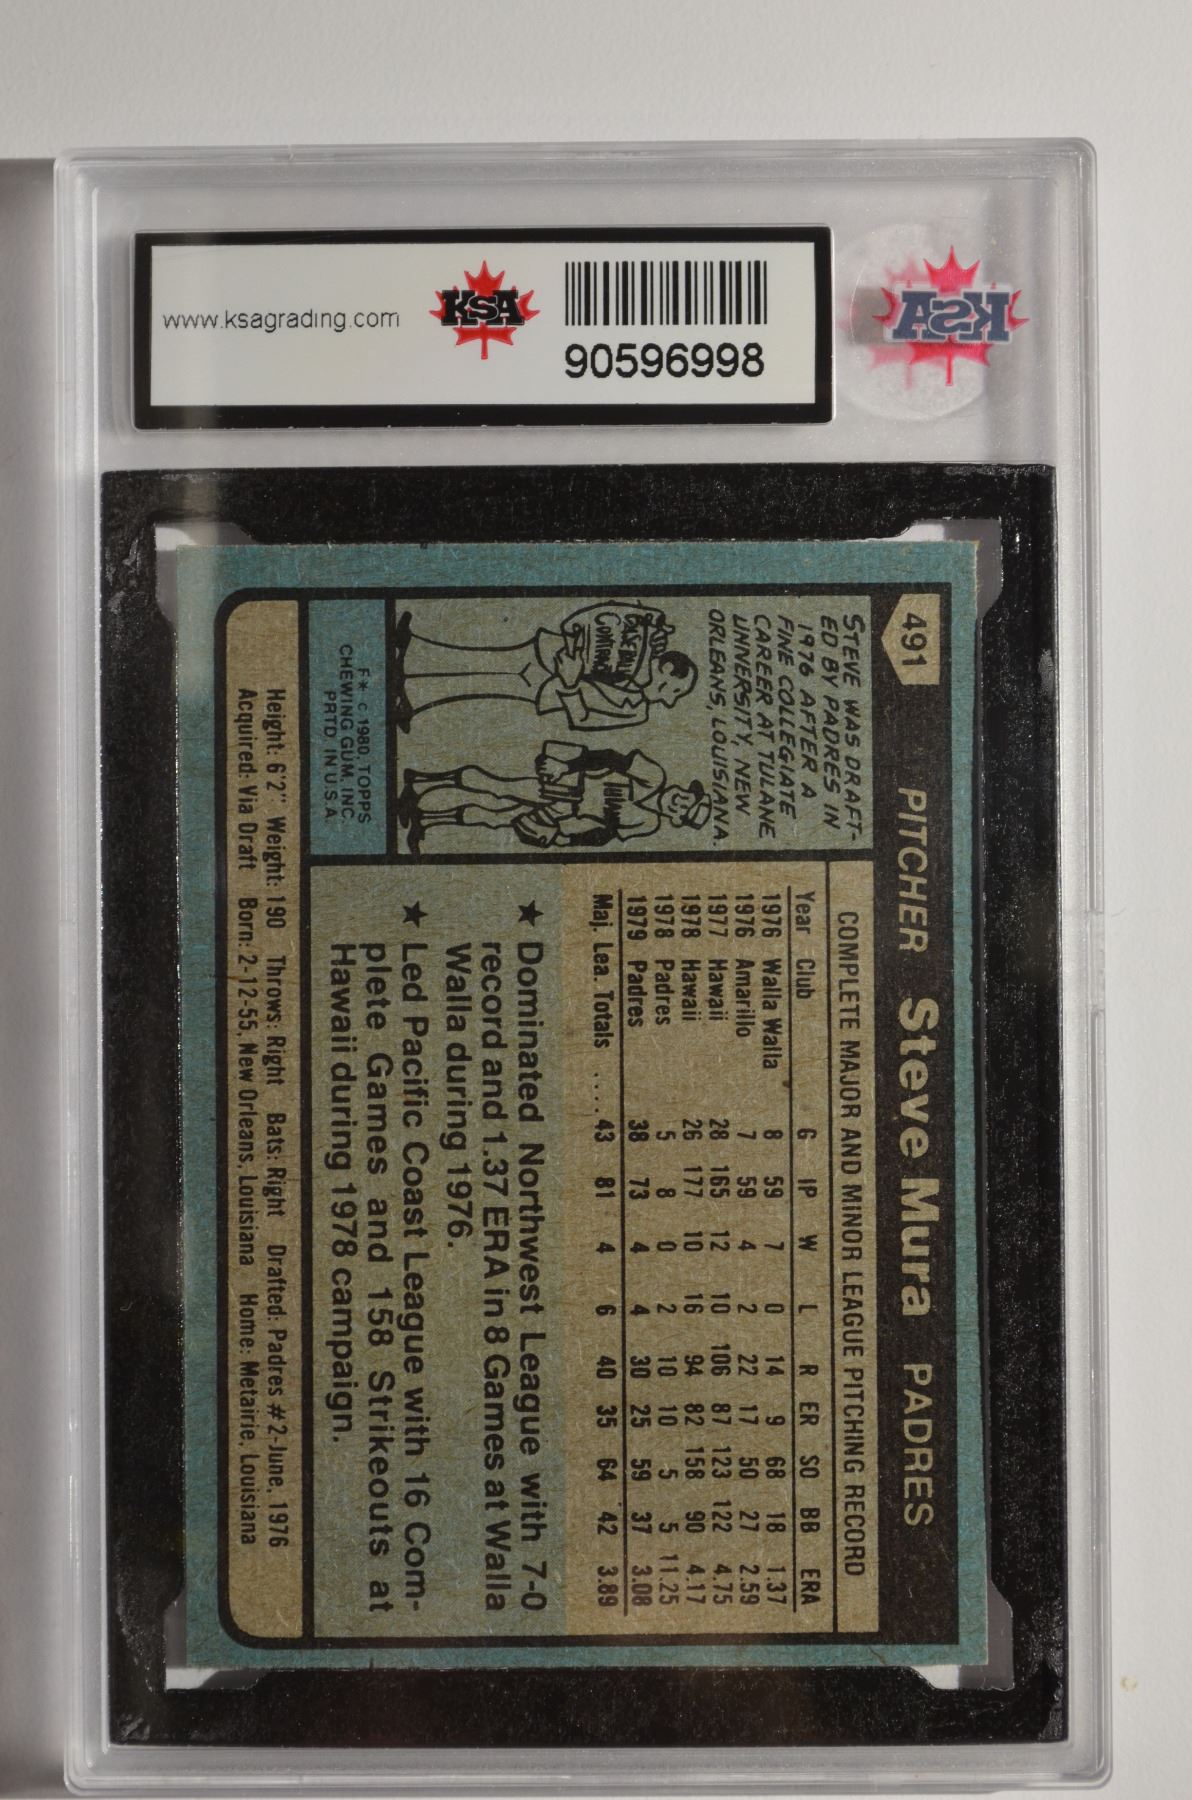 www.ksagrading.com
KSA
90596998
KSA
491
PITCHER Steve Mura PADRES
STEVE WAS DRAFT-
ED BY PADRES IN
1976 AFTER A
FINE COLLEGIATE
CAREER AT TULANE
UNIVERSITY, NEW
ORLEANS, LOUISIANA.
BASEBALL
F* © 1980, TOPPS
CHEWING GUM, INC.
PRTD. IN U.S.A.
COMPLETE MAJOR AND MINOR LEAGUE PITCHING RECORD
Year Club G IP W L R ER SO BB ERA
1976 Walla Walla 8 59 7 0 14 9 68 18 1.37
1976 Amarillo 7 59 4 2 22 17 50 27 2.59
1977 Hawaii 28 165 12 10 106 87 123 122 4.75
1978 Hawaii 26 177 10 16 94 82 158 90 4.17
1978 Padres 5 8 0 2 10 10 5 5 11.25
1979 Padres 38 73 4 4 30 25 59 37 3.08
Maj. Lea. Totals .... 43 81 4 6 40 35 64 42 3.89
★ Dominated Northwest League with 7-0
record and 1.37 ERA in 8 Games at Walla
Walla during 1976.
★ Led Pacific Coast League with 16 Com-
plete Games and 158 Strikeouts at
Hawaii during 1978 campaign.
Height: 6'2" Weight: 190 Throws: Right Bats: Right Drafted: Padres #2-June, 1976
Acquired: Via Draft Born: 2-12-55, New Orleans, Louisiana Home: Metairie, Louisiana